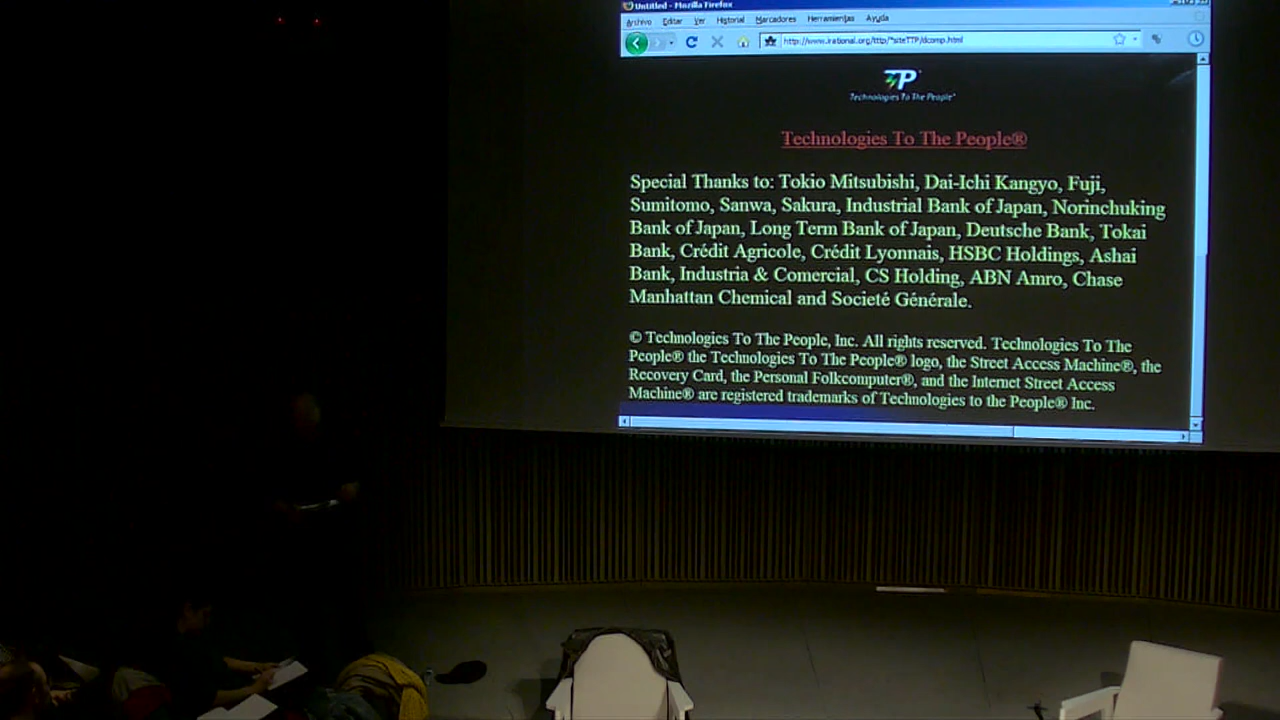 Untitled - Mozilla Firefox
Archivo Editar Ver Historial Marcadores Herramientas Ayuda
http://www.irational.org/tttp/*siteTTP/dcomp.html
TP
Technologies To The People®
Technologies To The People®
Special Thanks to: Tokio Mitsubishi, Dai-Ichi Kangyo, Fuji,
Sumitomo, Sanwa, Sakura, Industrial Bank of Japan, Norinchuking
Bank of Japan, Long Term Bank of Japan, Deutsche Bank, Tokai
Bank, Crédit Agricole, Crédit Lyonnais, HSBC Holdings, Ashai
Bank, Industria & Comercial, CS Holding, ABN Amro, Chase
Manhattan Chemical and Societé Générale.
© Technologies To The People, Inc. All rights reserved. Technologies To The
People® the Technologies To The People® logo, the Street Access Machine®, the
Recovery Card, the Personal Folkcomputer®, and the Internet Street Access
Machine® are registered trademarks of Technologies to the People® Inc.